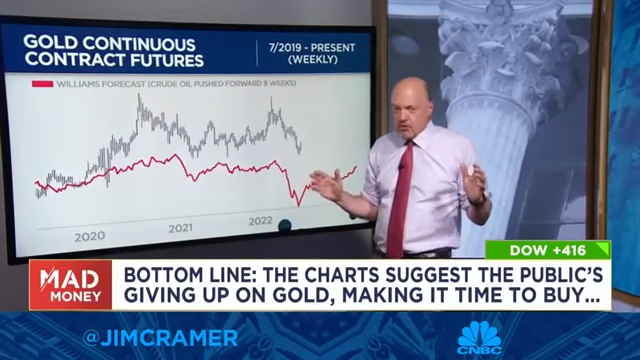 GOLD CONTINUOUS
CONTRACT FUTURES
7/2019 - PRESENT
(WEEKLY)
WILLIAMS FORECAST (CRUDE OIL PUSHED FORWARD 8 WEEKS)
2020
2021
2022
DOW +416
MAD
MONEY
BOTTOM LINE: THE CHARTS SUGGEST THE PUBLIC'S
GIVING UP ON GOLD, MAKING IT TIME TO BUY...
@JIMCRAMER
CNBC